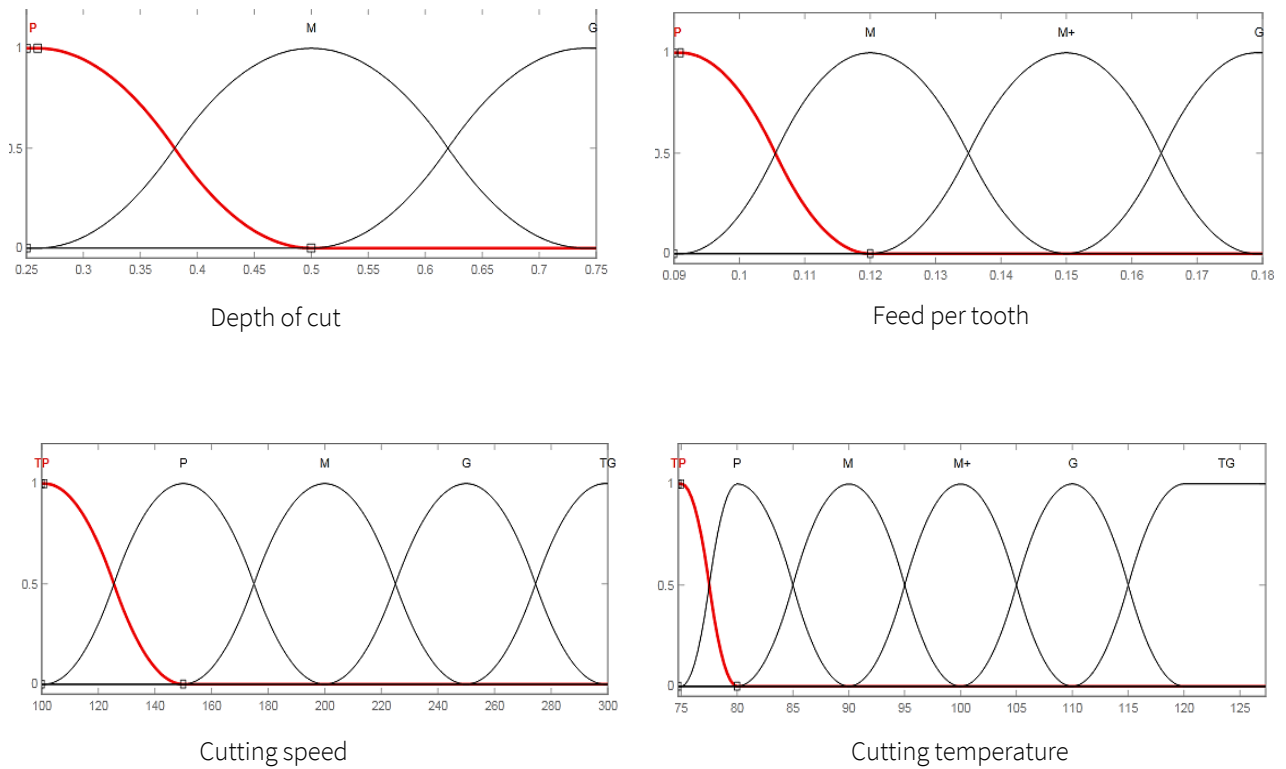 P M G
1
0.5
0
0.25 0.3 0.35 0.4 0.45 0.5 0.55 0.6 0.65 0.7 0.75
Depth of cut
P M M+ G
1
0.5
0
0.09 0.1 0.11 0.12 0.13 0.14 0.15 0.16 0.17 0.18
Feed per tooth
TP P M G TG
1
0.5
0
100 120 140 160 180 200 220 240 260 280 300
Cutting speed
TP P M M+ G TG
1
0.5
0
75 80 85 90 95 100 105 110 115 120 125
Cutting temperature